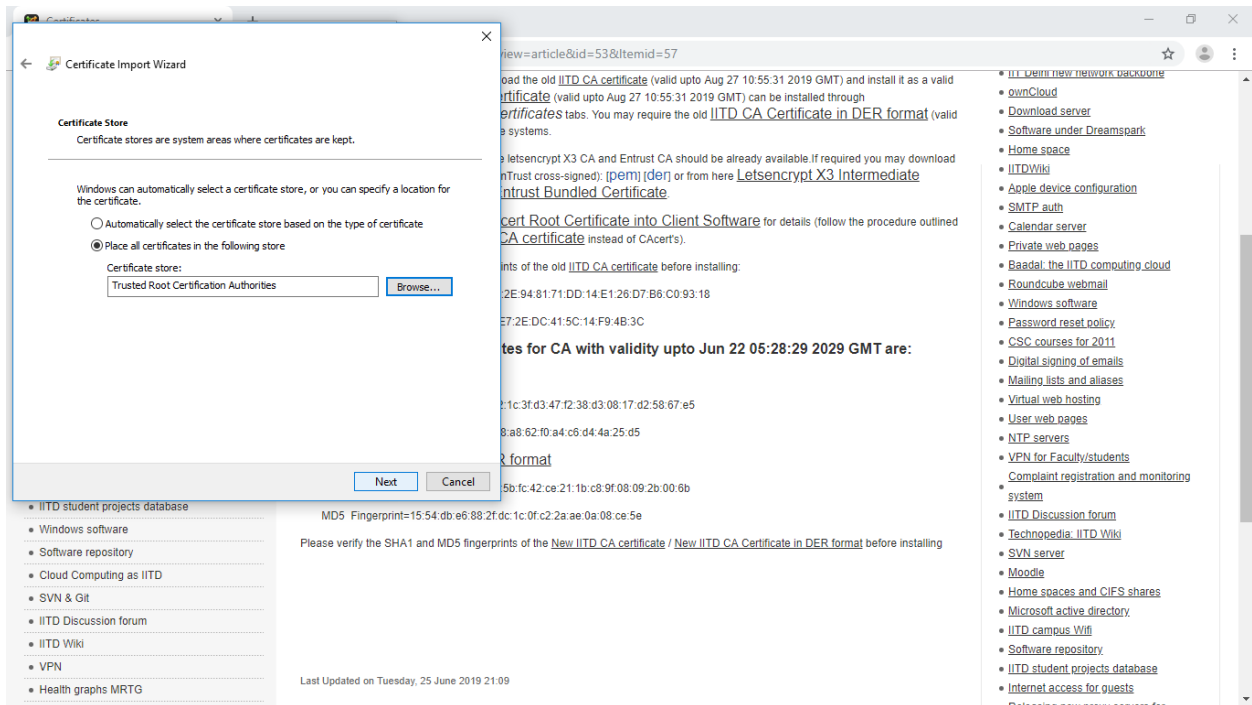 Certificates
view=article&id=53&Itemid=57
Certificate Import Wizard
Certificate Store
Certificate stores are system areas where certificates are kept.
Windows can automatically select a certificate store, or you can specify a location for
the certificate.
Automatically select the certificate store based on the type of certificate
Place all certificates in the following store
Certificate store:
Trusted Root Certification Authorities
Browse...
Next
Cancel
oad the old IITD CA certificate (valid upto Aug 27 10:55:31 2019 GMT) and install it as a valid
rtificate (valid upto Aug 27 10:55:31 2019 GMT) can be installed through
ertificates tabs. You may require the old IITD CA Certificate in DER format (valid
systems.
letsencrypt X3 CA and Entrust CA should be already available.If required you may download
nTrust cross-signed): [pem] [der] or from here Letsencrypt X3 Intermediate
ntrust Bundled Certificate.
cert Root Certificate into Client Software for details (follow the procedure outlined
CA certificate instead of CAcert's).
ints of the old IITD CA certificate before installing:
:2E:94:81:71:DD:14:E1:26:D7:B6:C0:93:18
E7:2E:DC:41:5C:14:F9:4B:3C
tes for CA with validity upto Jun 22 05:28:29 2029 GMT are:
:1c:3f:d3:47:f2:38:d3:08:17:d2:58:67:e5
:a8:62:f0:a4:c6:d4:4a:25:d5
R format
:5b:fc:42:ce:21:1b:c8:9f:08:09:2b:00:6b
MD5 Fingerprint=15:54:db:e6:88:2f:dc:1c:0f:c2:2a:ae:0a:08:ce:5e
Please verify the SHA1 and MD5 fingerprints of the New IITD CA certificate / New IITD CA Certificate in DER format before installing
Last Updated on Tuesday, 25 June 2019 21:09
IITD student projects database
Windows software
Software repository
Cloud Computing as IITD
SVN & Git
IITD Discussion forum
IITD Wiki
VPN
Health graphs MRTG
IIT Delhi new network backbone
ownCloud
Download server
Software under Dreamspark
Home space
IITDWiki
Apple device configuration
SMTP auth
Calendar server
Private web pages
Baadal: the IITD computing cloud
Roundcube webmail
Windows software
Password reset policy
CSC courses for 2011
Digital signing of emails
Mailing lists and aliases
Virtual web hosting
User web pages
NTP servers
VPN for Faculty/students
Complaint registration and monitoring
system
IITD Discussion forum
Technopedia: IITD Wiki
SVN server
Moodle
Home spaces and CIFS shares
Microsoft active directory
IITD campus Wifi
Software repository
IITD student projects database
Internet access for guests
Releasing new proxy servers for